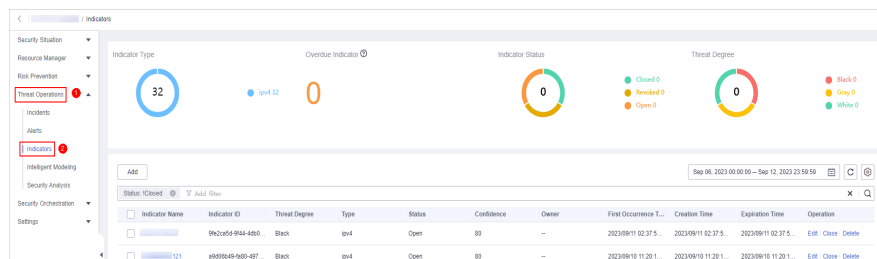 / Indicators
Security Situation
Resource Manager
Risk Prevention
Threat Operations 1
Incidents
Alerts
Indicators 2
Intelligent Modeling
Security Analysis
Security Orchestration
Settings
Indicator Type
32
ipv4 32
Overdue Indicator
0
Indicator Status
0
Closed 0
Revoked 0
Open 0
Threat Degree
0
Black 0
Gray 0
White 0
Add
Sep 06, 2023 00:00:00 – Sep 12, 2023 23:59:59
Status: !Closed Add filter
Indicator Name Indicator ID Threat Degree Type Status Confidence Owner First Occurrence T... Creation Time Expiration Time Operation
9fe2ca6d-9f44-4db0... Black ipv4 Open 80 -- 2023/09/11 02:37:5... 2023/09/11 02:37:5... 2023/09/11 02:37:5... Edit Close Delete
121 a9d06b49-fa80-497... Black ipv4 Open 80 -- 2023/09/10 11:20:1... 2023/09/10 11:20:1... 2023/09/10 11:20:1... Edit Close Delete